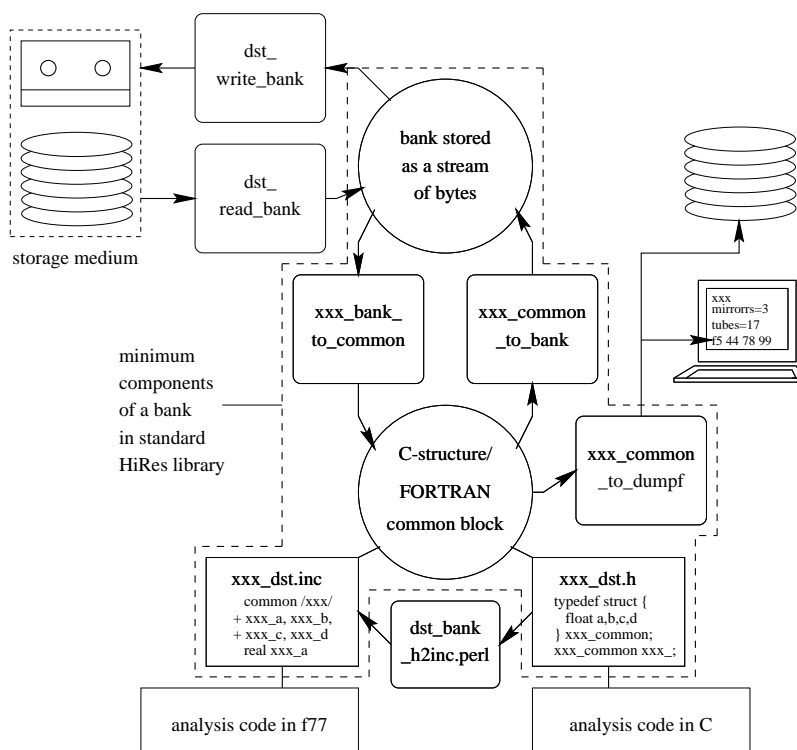 dst_
write_bank
bank stored
as a stream
of bytes
dst_
read_bank
storage medium
xxx_bank_
to_common
xxx_common
_to_bank
xxx
mirrorrs=3
tubes=17
f5 44 78 99
minimum
components
of a bank
in standard
HiRes library
C-structure/
FORTRAN
common block
xxx_common
_to_dumpf
xxx_dst.inc
common /xxx/
+ xxx_a, xxx_b,
+ xxx_c, xxx_d
real xxx_a
dst_bank
_h2inc.perl
xxx_dst.h
typedef struct {
float a,b,c,d
} xxx_common;
xxx_common xxx_;
analysis code in f77
analysis code in C